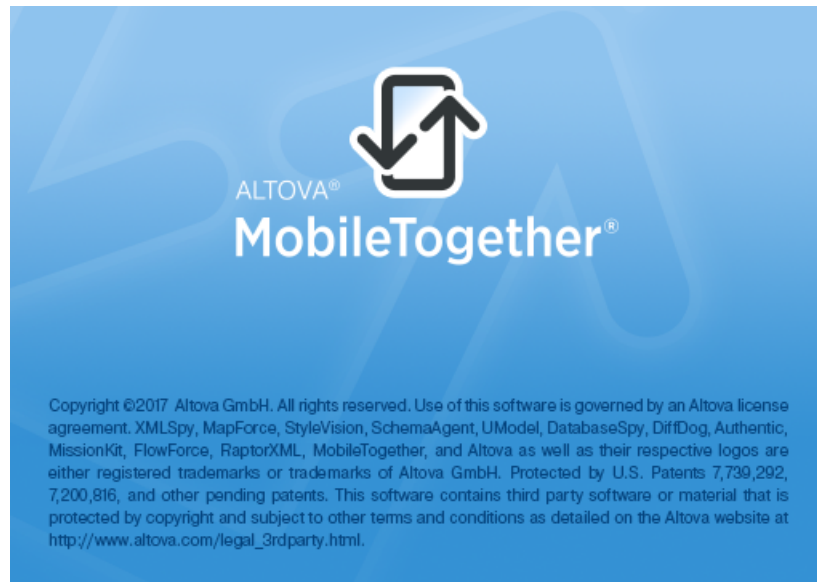 ALTOVA®
MobileTogether®
Copyright ©2017 Altova GmbH. All rights reserved. Use of this software is governed by an Altova license
agreement. XMLSpy, MapForce, StyleVision, SchemaAgent, UModel, DatabaseSpy, DiffDog, Authentic,
MissionKit, FlowForce, RaptorXML, MobileTogether, and Altova as well as their respective logos are
either registered trademarks or trademarks of Altova GmbH. Protected by U.S. Patents 7,739,292,
7,200,816, and other pending patents. This software contains third party software or material that is
protected by copyright and subject to other terms and conditions as detailed on the Altova website at
http://www.altova.com/legal_3rdparty.html.